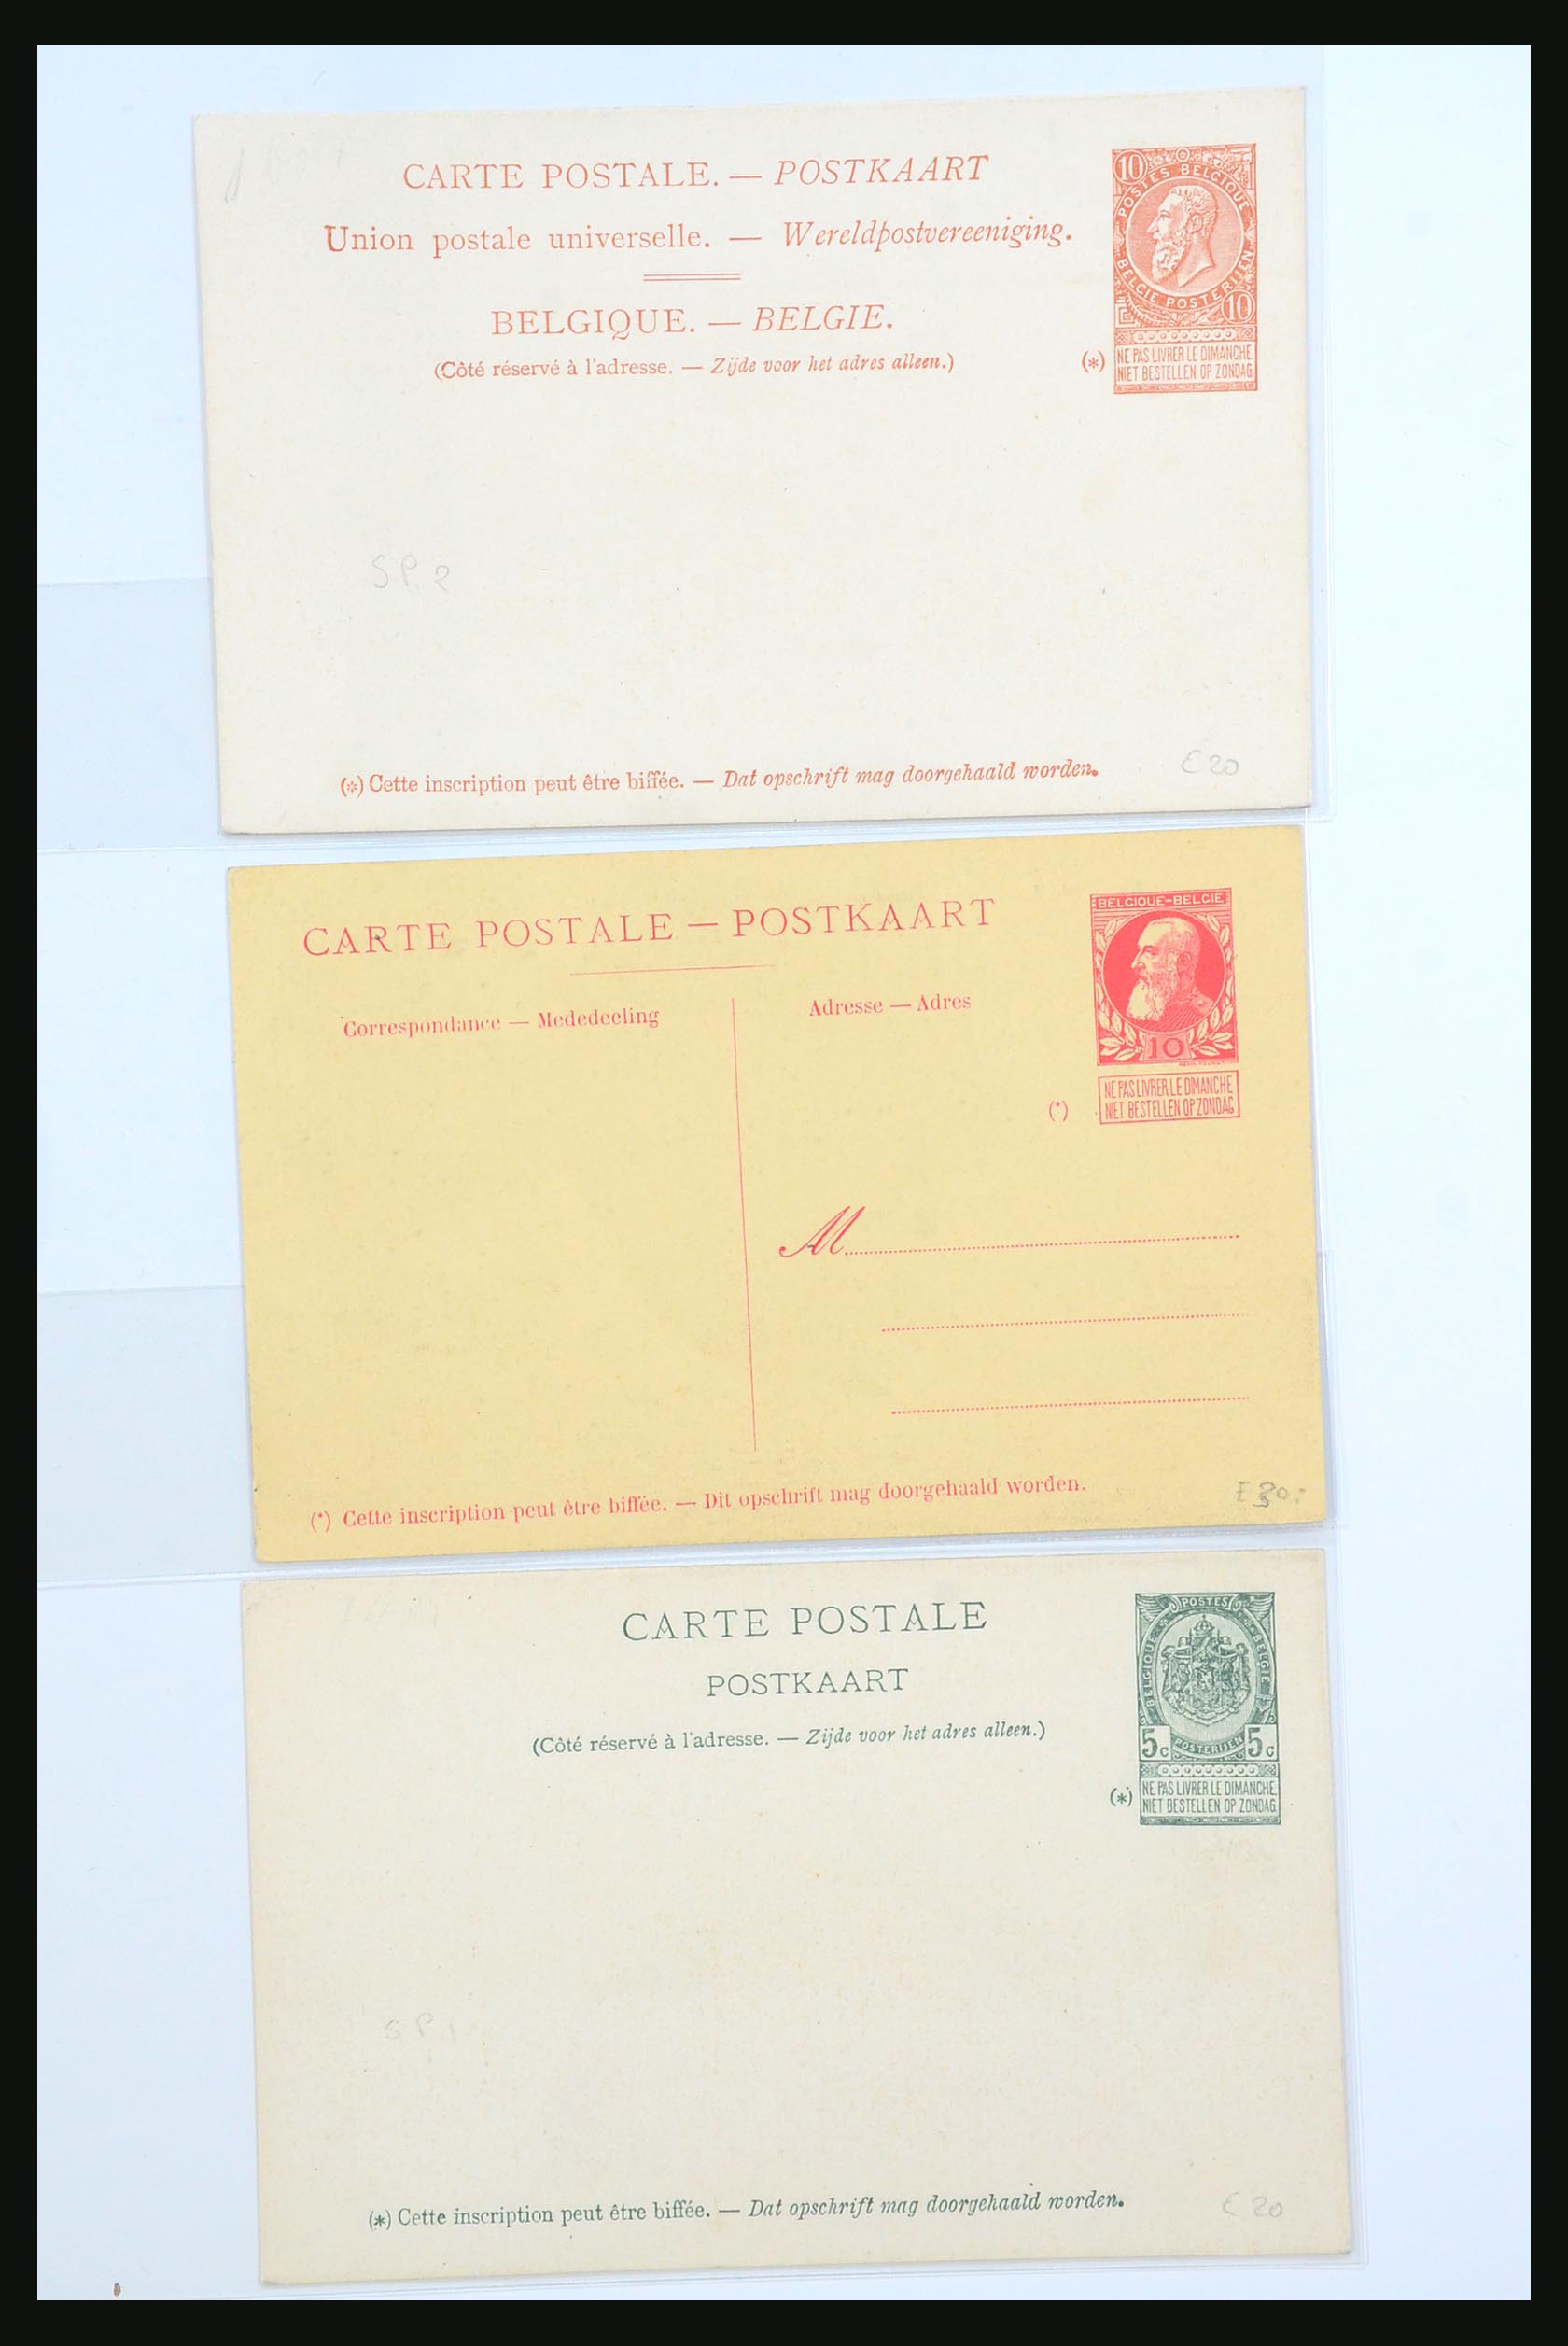 CARTE POSTALE. — POSTKAART
Union postale universelle. — Wereldpostvereeniging.
BELGIQUE. — BELGIE.
(Côté réservé à l'adresse. — Zijde voor het adres alleen.)
10
POSTES BELGIQUE
BELGIE POSTERIJEN
10
(*) NE PAS LIVRER LE DIMANCHE.
NIET BESTELLEN OP ZONDAG
SP. 2
€ 20
(*) Cette inscription peut être biffée. — Dat opschrift mag doorgehaald worden.
CARTE POSTALE — POSTKAART
BELGIQUE-BELGIE
10
Correspondance — Mededeeling
Adresse — Adres
(*) NE PAS LIVRER LE DIMANCHE
NIET BESTELLEN OP ZONDAG
M
(*) Cette inscription peut être biffée. — Dit opschrift mag doorgehaald worden.
CARTE POSTALE
POSTKAART
(Côté réservé à l'adresse. — Zijde voor het adres alleen.)
POSTES
BELGIQUE BELGIE
5c POSTERIJEN 5c
(*) NE PAS LIVRER LE DIMANCHE.
NIET BESTELLEN OP ZONDAG
SP 1
€ 20
(*) Cette inscription peut être biffée. — Dat opschrift mag doorgehaald worden.